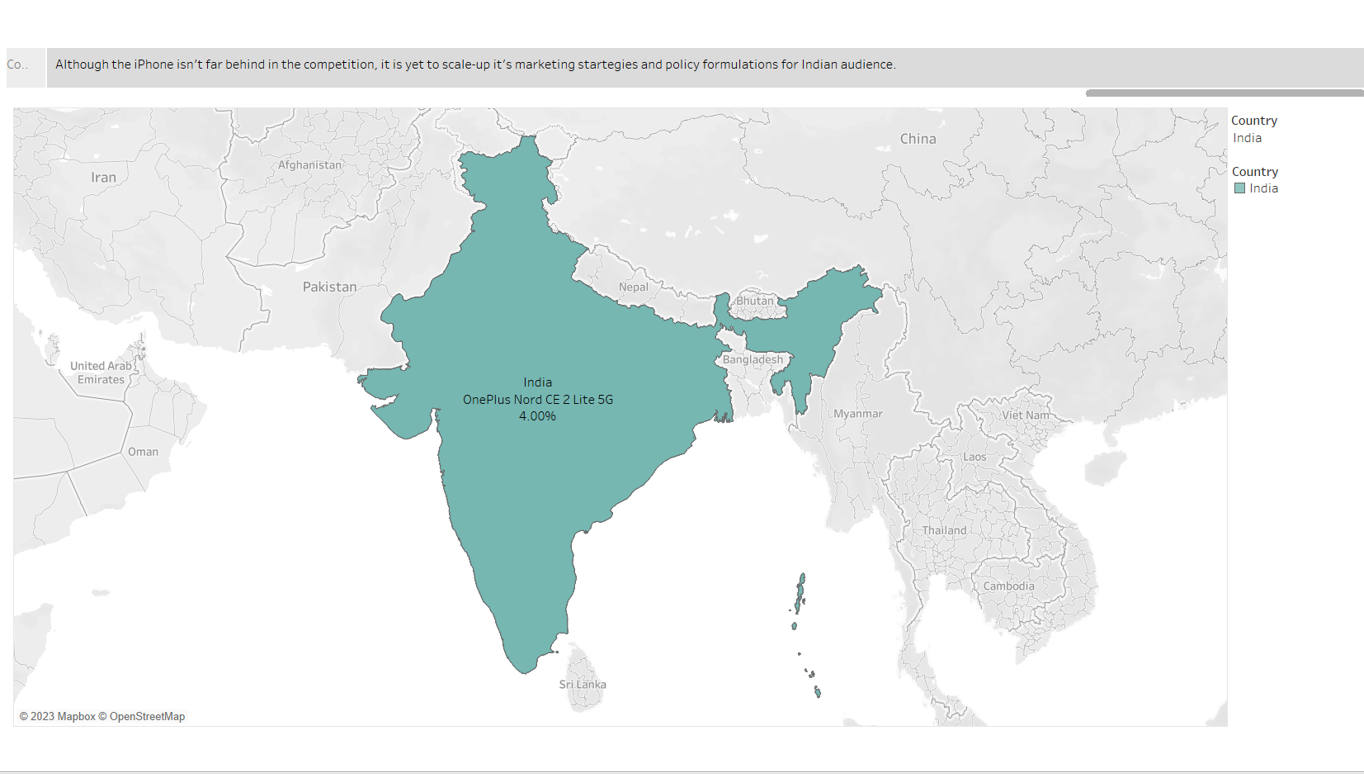 Co..
Although the iPhone isn't far behind in the competition, it is yet to scale-up it's marketing startegies and policy formulations for Indian audience.
Country
India
Country
India
China
Afghanistan
Iran
Pakistan
Nepal
Bhutan
Bangladesh
United Arab
Emirates
India
OnePlus Nord CE 2 Lite 5G
4.00%
Myanmar
Viet Nam
Oman
Laos
Thailand
Cambodia
Sri Lanka
© 2023 Mapbox © OpenStreetMap